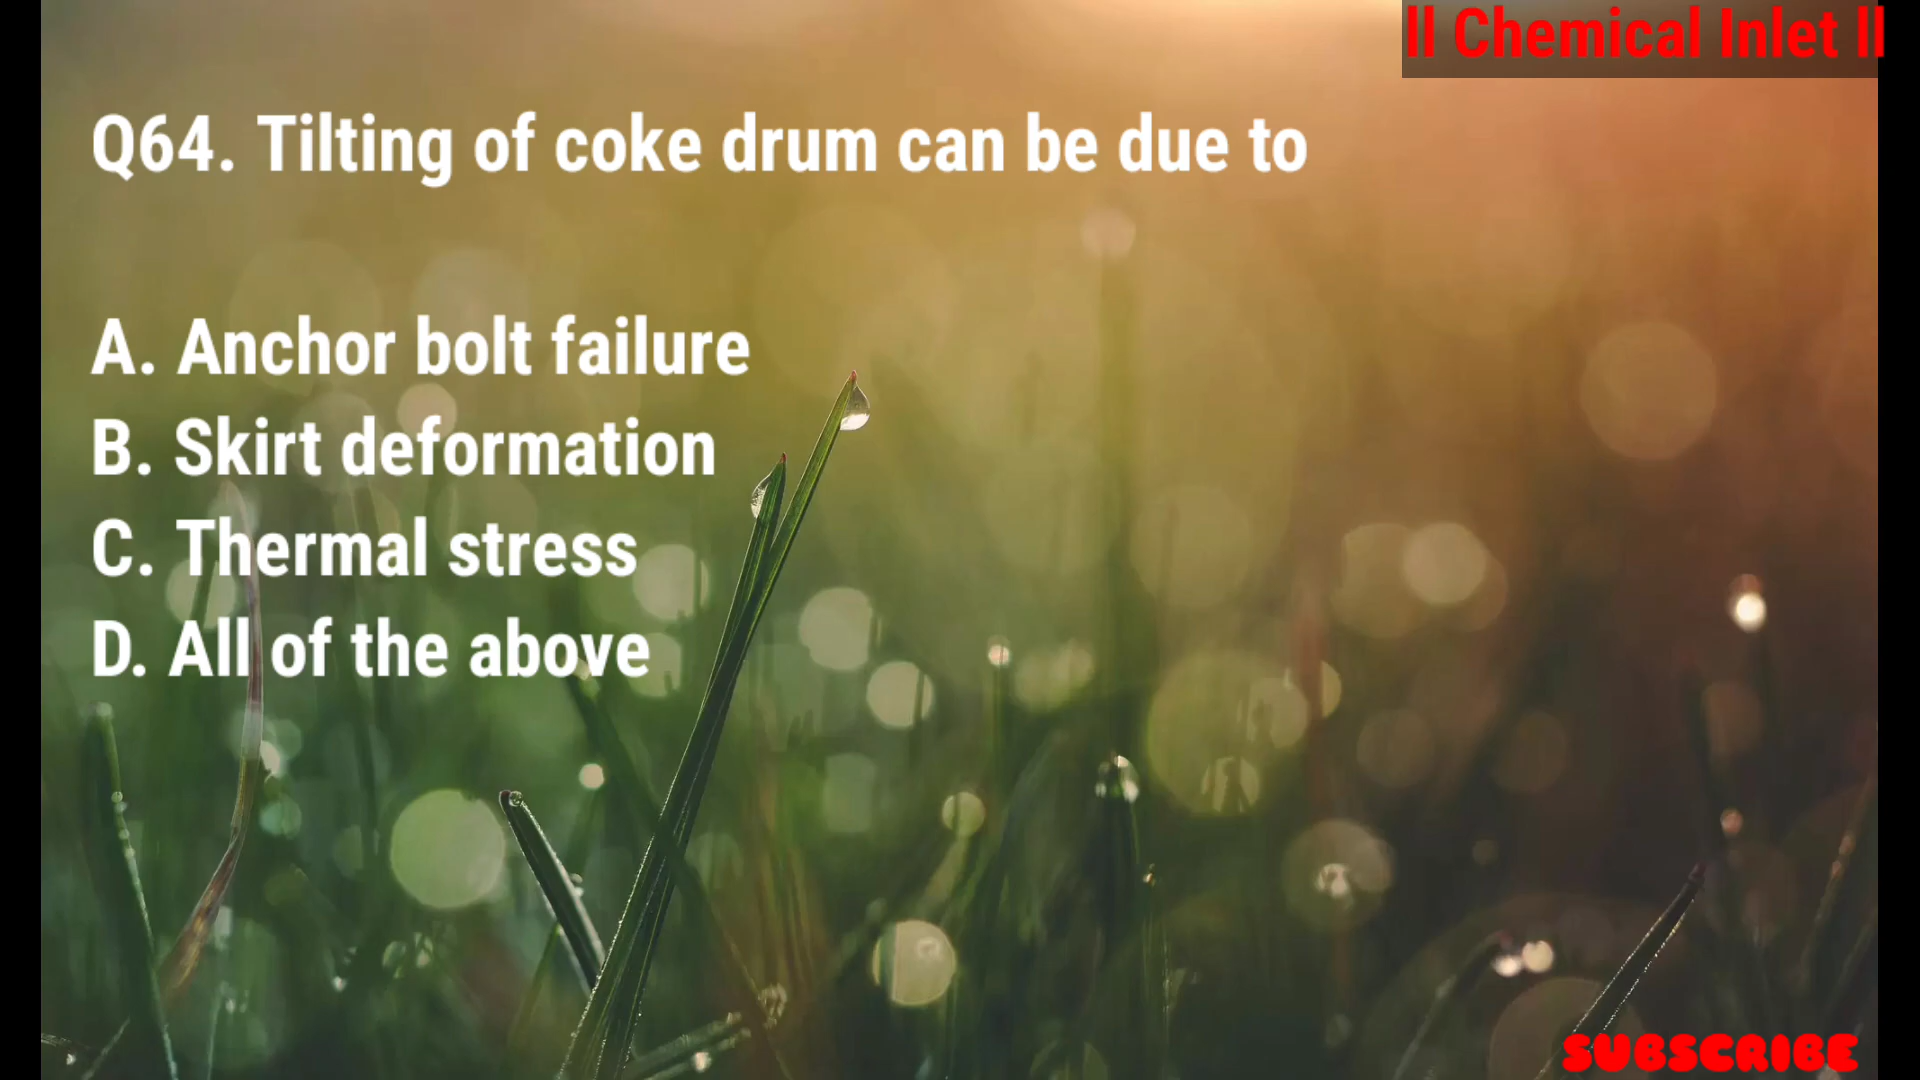 ll Chemical Inlet ll
Q64. Tilting of coke drum can be due to
A. Anchor bolt failure
B. Skirt deformation
C. Thermal stress
D. All of the above
SUBSCRIBE